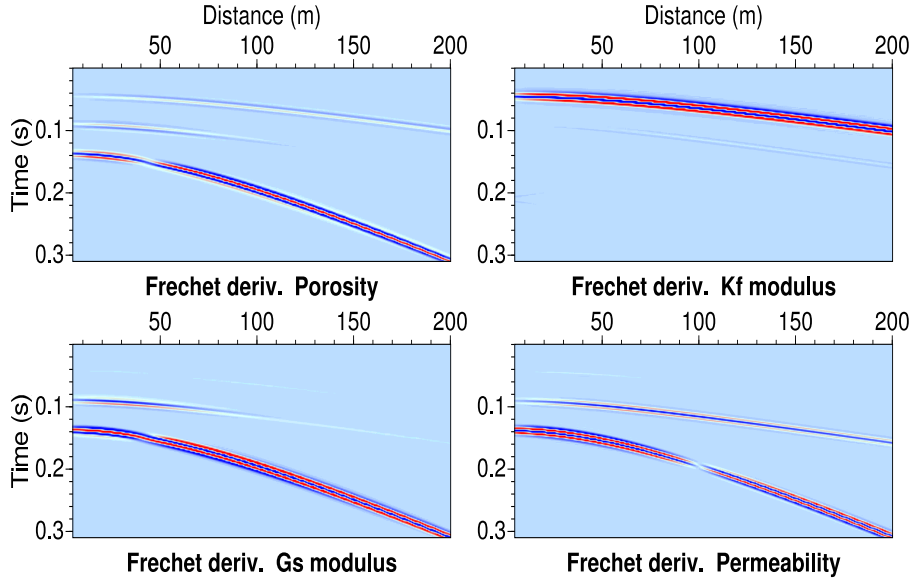 Distance (m)
Distance (m)
50 100 150 200
50 100 150 200
Time (s)
0.1
0.2
0.3
0.1
0.2
0.3
Frechet deriv. Porosity
Frechet deriv. Kf modulus
50 100 150 200
50 100 150 200
Time (s)
0.1
0.2
0.3
0.1
0.2
0.3
Frechet deriv. Gs modulus
Frechet deriv. Permeability